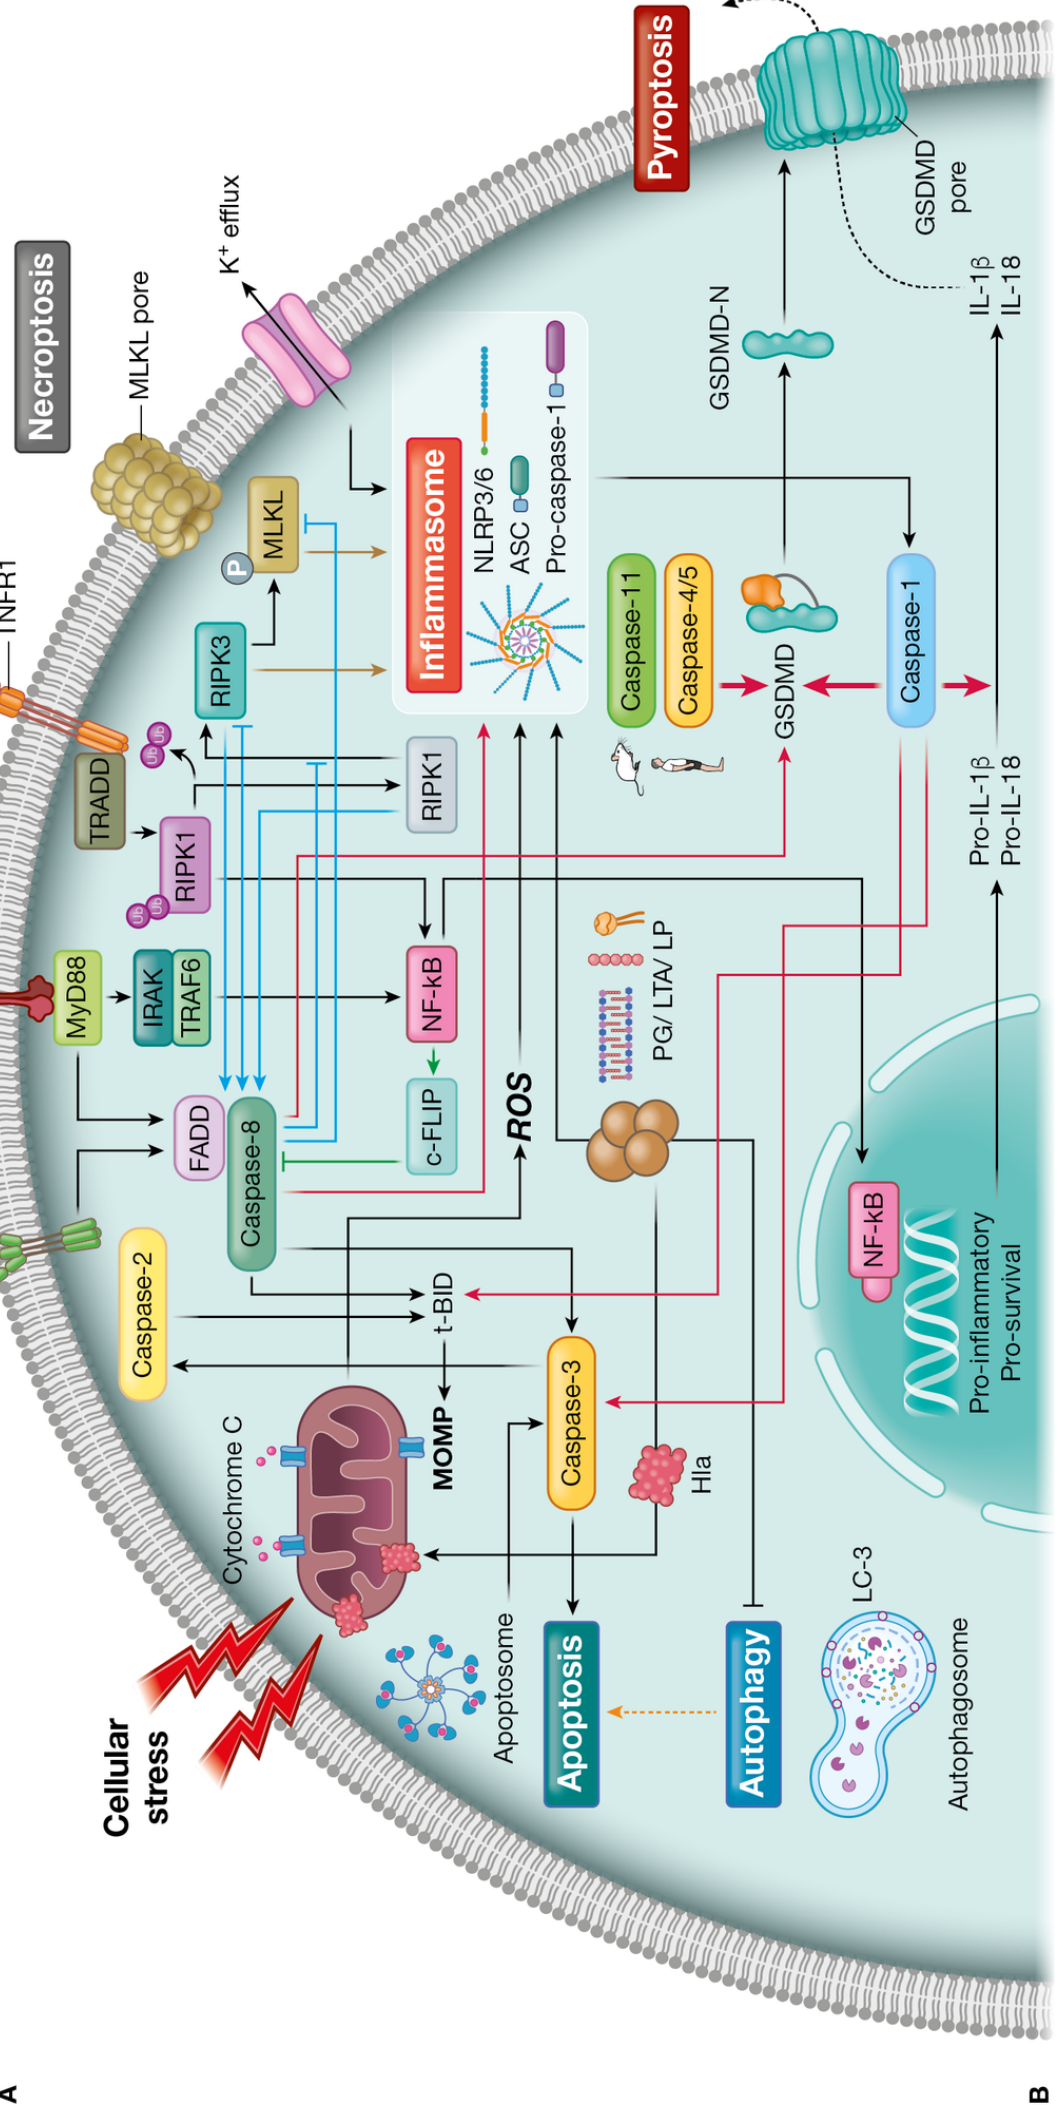 A
Cellular
stress
Cytochrome C
Apoptosome
Apoptosis
Autophagy
LC-3
Autophagosome
MOMP
t-BID
Caspase-2
Caspase-3
Hla
FADD
Caspase-8
c-FLIP
NF-kB
ROS
MyD88
IRAK
TRAF6
TRADD
RIPK1
Ub
Ub
Ub
Ub
TNFR1
RIPK1
RIPK3
P
MLKL
MLKL pore
Necroptosis
K⁺ efflux
Inflammasome
NLRP3/6
ASC
Pro-caspase-1
PG/ LTA/ LP
Caspase-11
Caspase-4/5
GSDMD
Caspase-1
GSDMD-N
Pyroptosis
GSDMD
pore
NF-kB
Pro-inflammatory
Pro-survival
Pro-IL-1β
Pro-IL-18
IL-1β
IL-18
B